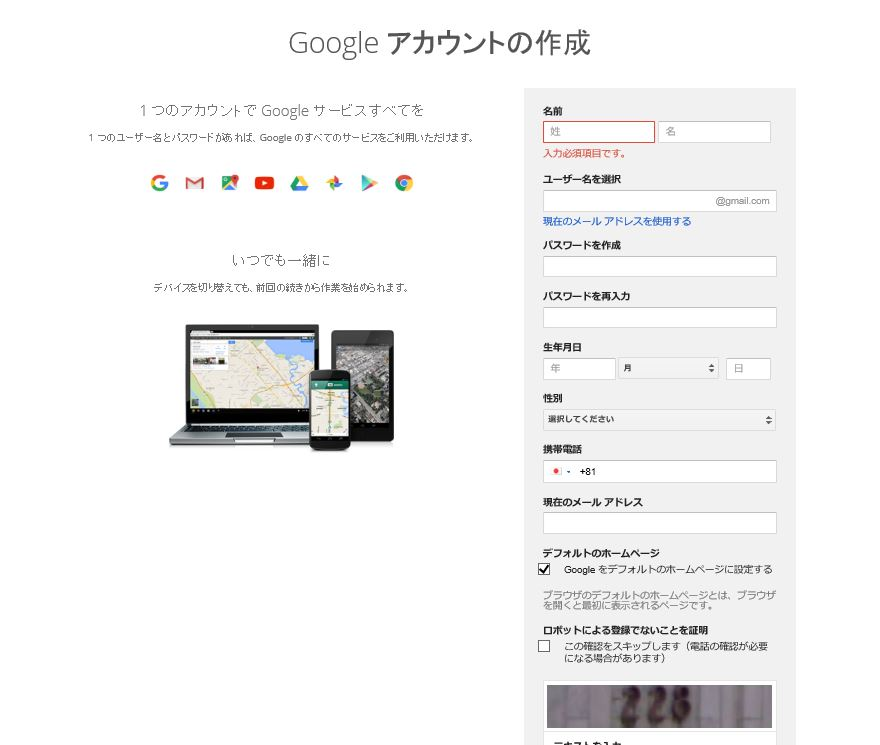 Google アカウントの作成
1 つのアカウントで Google サービスすべてを
1 つのユーザー名とパスワードがあれば、Google のすべてのサービスをご利用いただけます。
いつでも一緒に
デバイスを切り替えても、前回の続きから作業を始められます。
名前
姓 名
入力必須項目です。
ユーザー名を選択
@gmail.com
現在のメール アドレスを使用する
パスワードを作成
パスワードを再入力
生年月日
年 月 日
性別
選択してください
携帯電話
+81
現在のメール アドレス
デフォルトのホームページ
Google をデフォルトのホームページに設定する
ブラウザのデフォルトのホームページとは、ブラウザ
を開くと最初に表示されるページです。
ロボットによる登録でないことを証明
この確認をスキップします（電話の確認が必要
になる場合があります）
226
テキストを入力